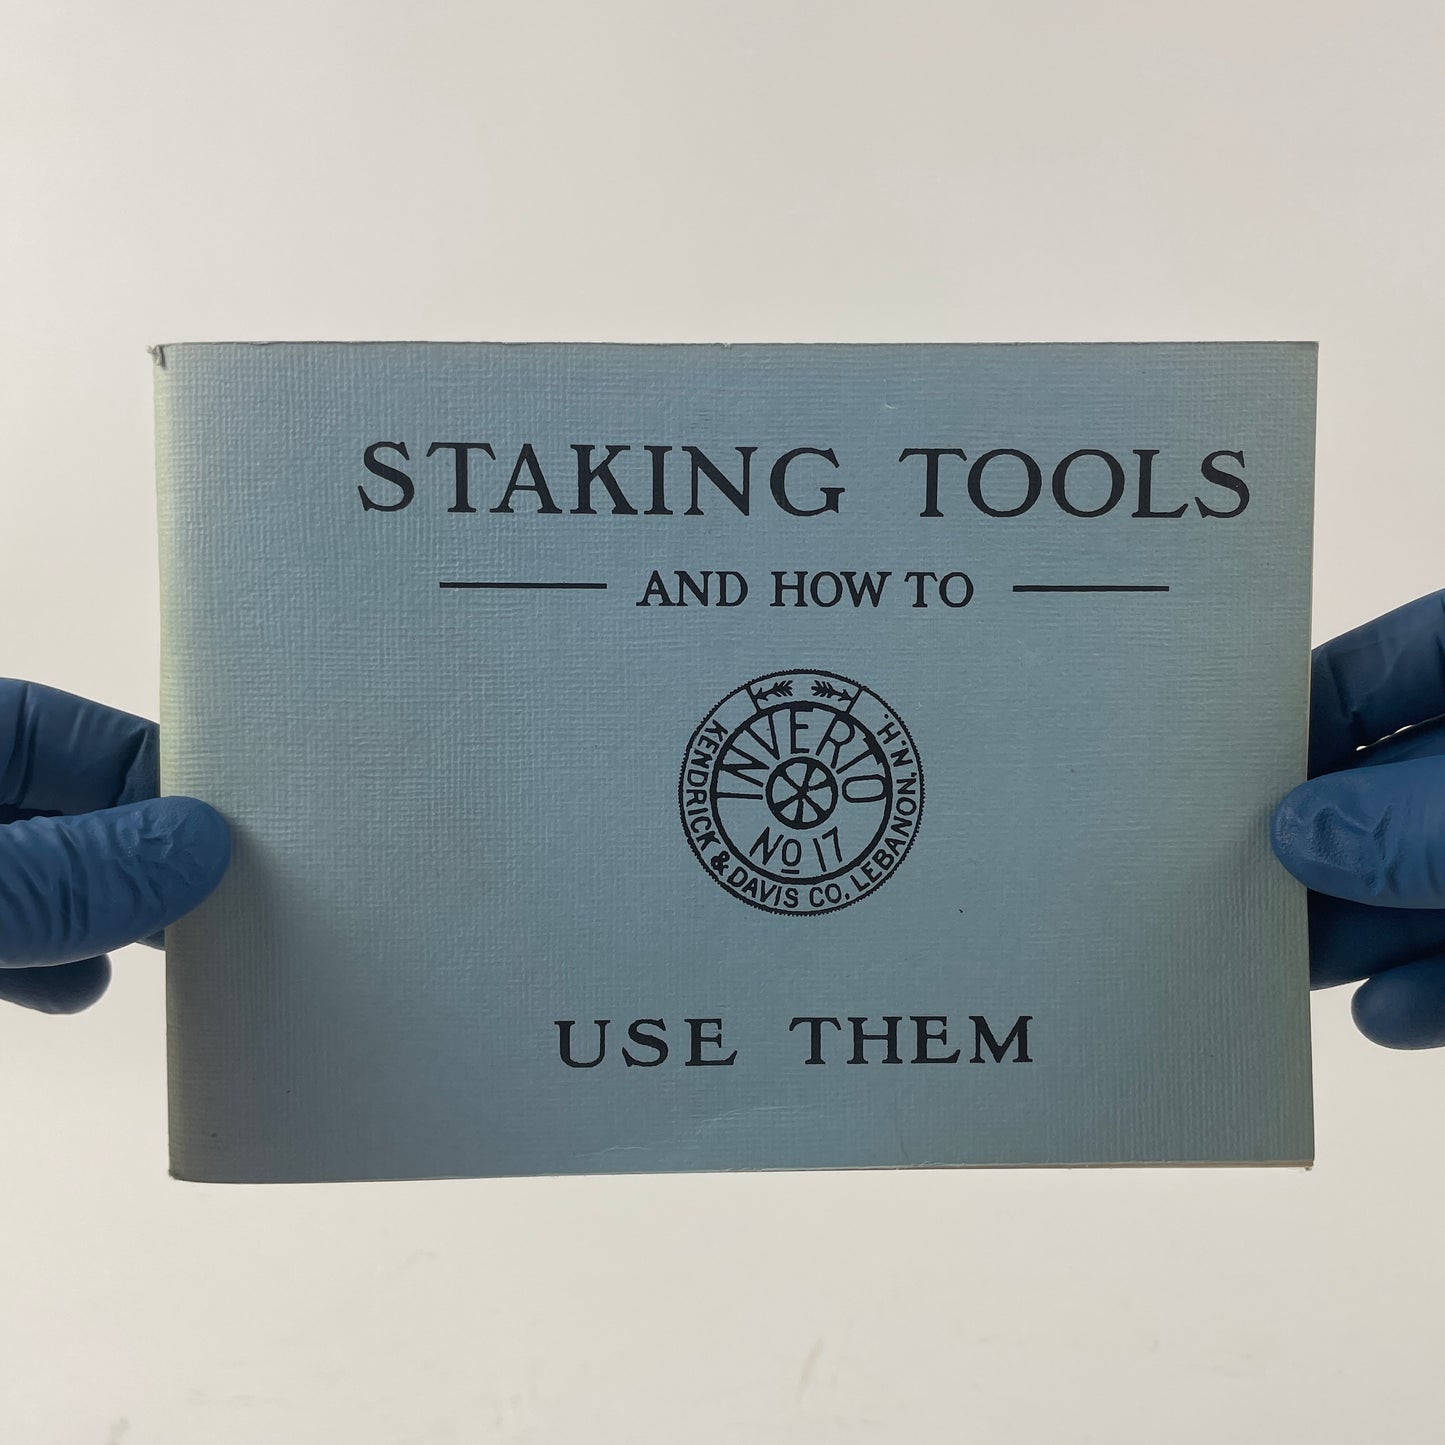 STAKING TOOLS
AND HOW TO
INVERTO
NO 17
KENDRICK & DAVIS CO. LEBANON, N.H.
USE THEM